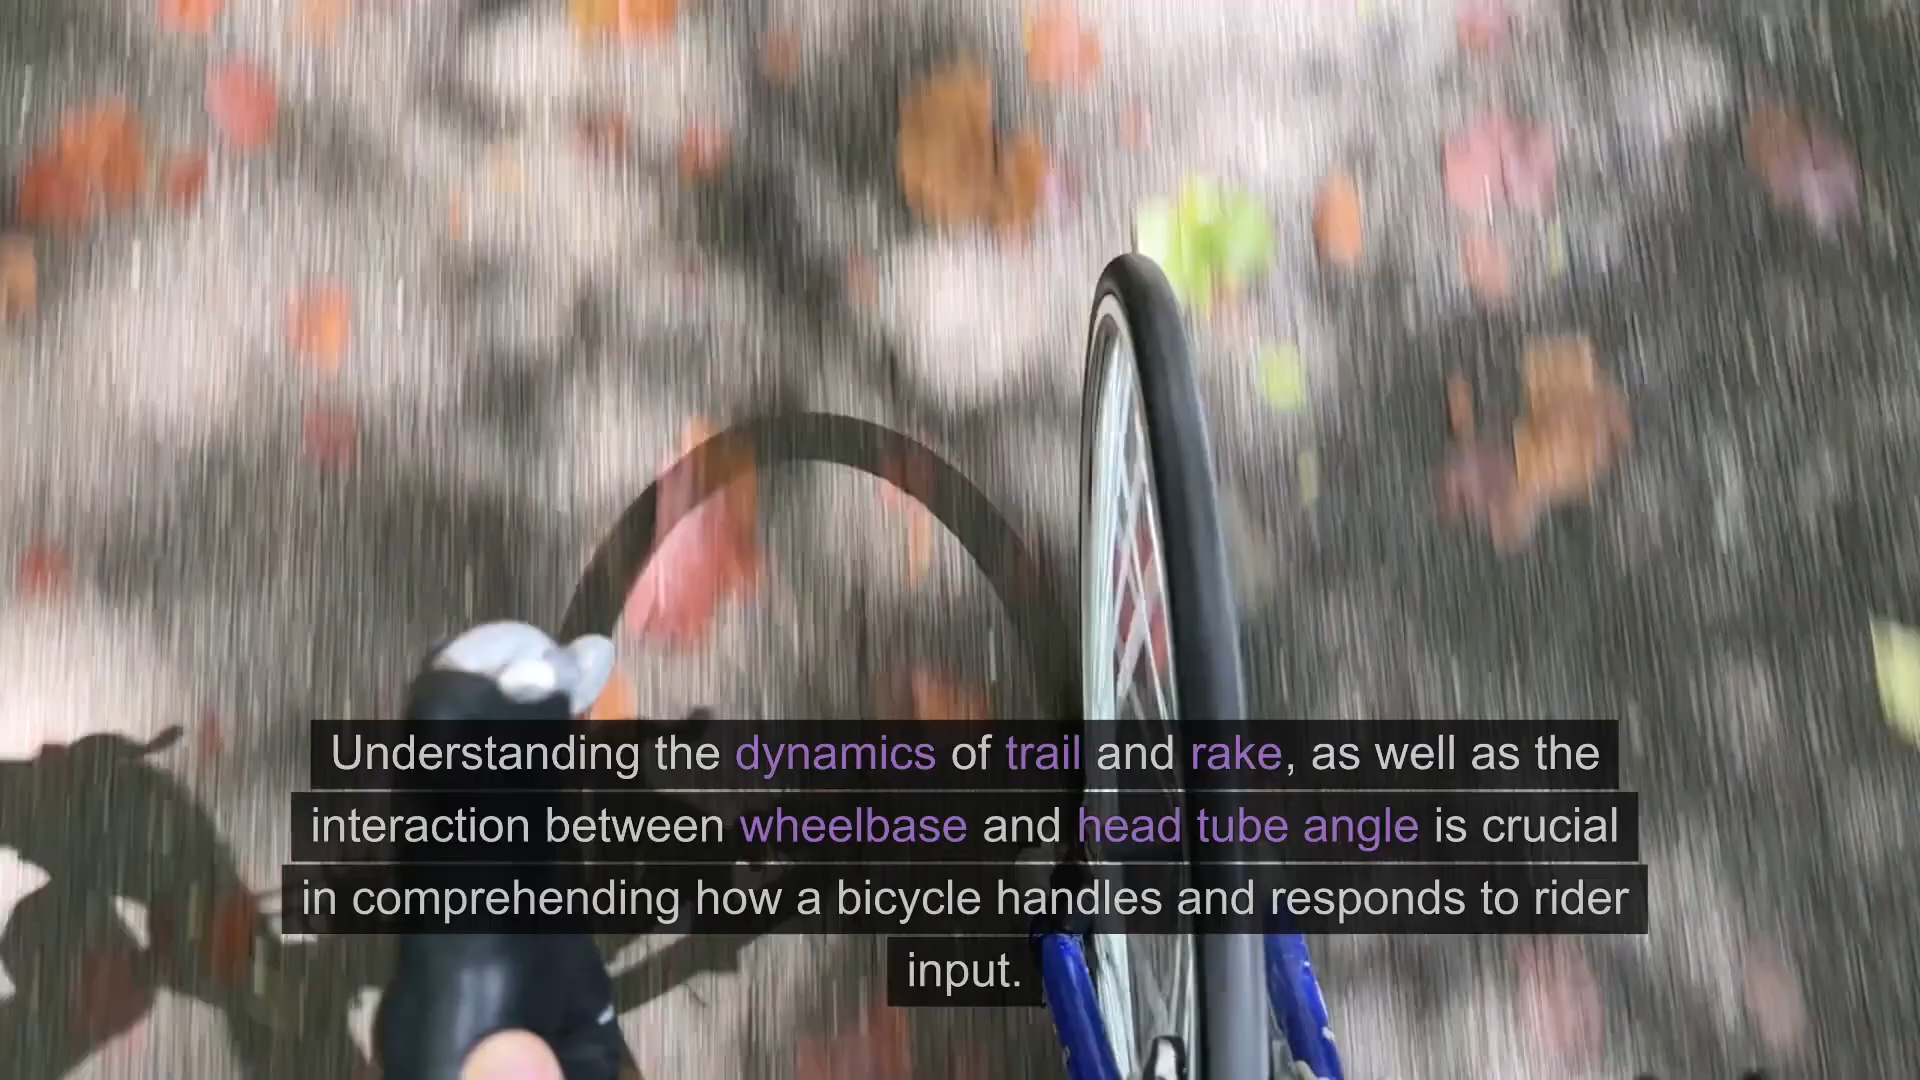 Understanding the dynamics of trail and rake, as well as the
interaction between wheelbase and head tube angle is crucial
in comprehending how a bicycle handles and responds to rider
input.